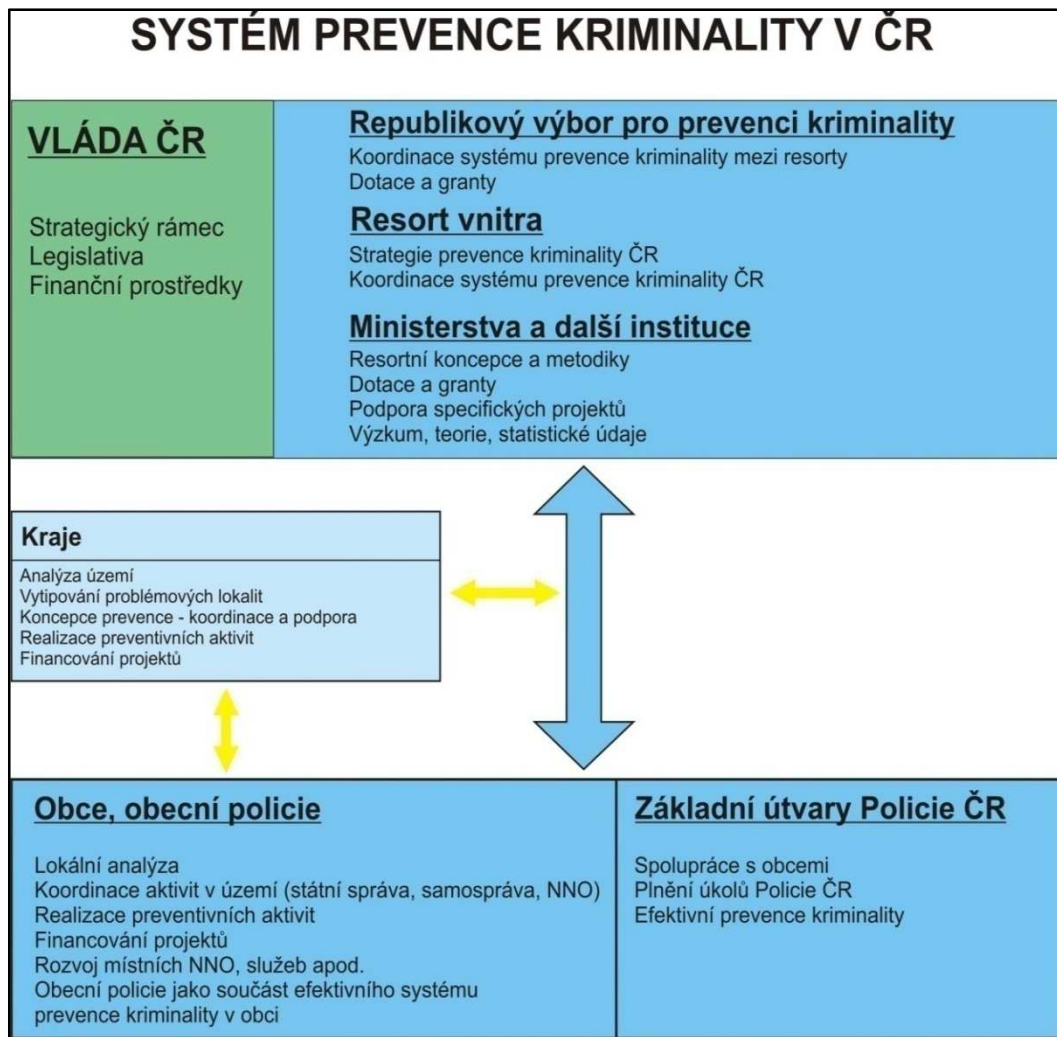 SYSTÉM PREVENCE KRIMINALITY V ČR
VLÁDA ČR
Strategický rámec
Legislativa
Finanční prostředky
Republikový výbor pro prevenci kriminality
Koordinace systému prevence kriminality mezi resorty
Dotace a granty
Resort vnitra
Strategie prevence kriminality ČR
Koordinace systému prevence kriminality ČR
Ministerstva a další instituce
Resortní koncepce a metodiky
Dotace a granty
Podpora specifických projektů
Výzkum, teorie, statistické údaje
Kraje
Analýza území
Vytipování problémových lokalit
Koncepce prevence - koordinace a podpora
Realizace preventivních aktivit
Financování projektů
Obce, obecní policie
Lokální analýza
Koordinace aktivit v území (státní správa, samospráva, NNO)
Realizace preventivních aktivit
Financování projektů
Rozvoj místních NNO, služeb apod.
Obecní policie jako součást efektivního systému
prevence kriminality v obci
Základní útvary Policie ČR
Spolupráce s obcemi
Plnění úkolů Policie ČR
Efektivní prevence kriminality